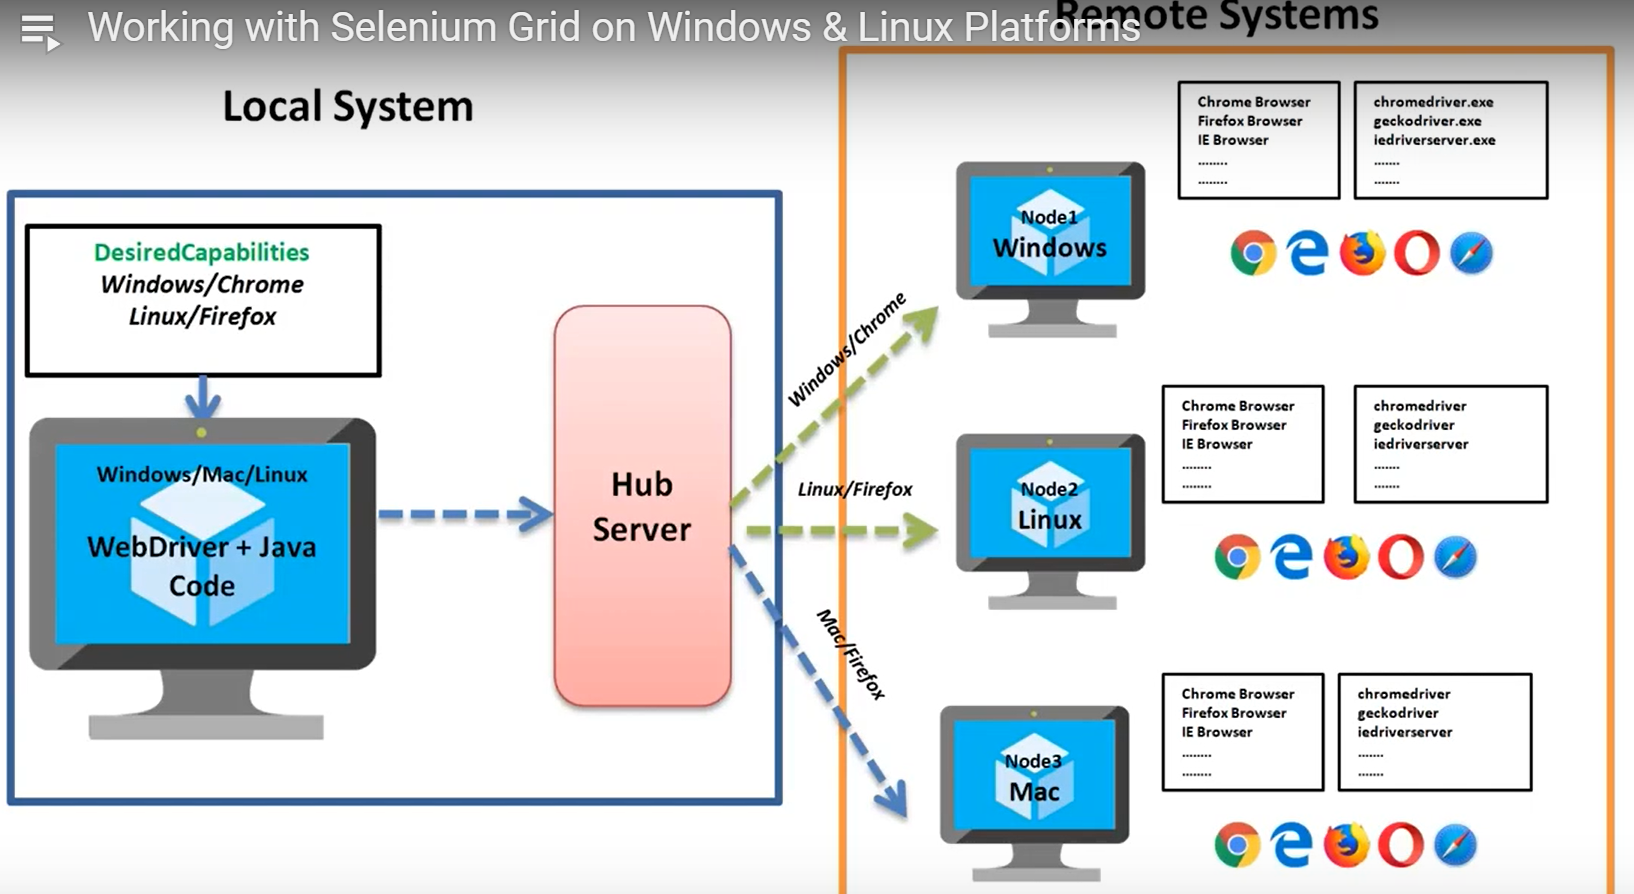 Working with Selenium Grid on Windows & Linux Platforms
Remote Systems
Local System
DesiredCapabilities
Windows/Chrome
Linux/Firefox
Windows/Mac/Linux
WebDriver + Java
Code
Hub
Server
Windows/Chrome
Linux/Firefox
Mac/Firefox
Node1
Windows
Chrome Browser
Firefox Browser
IE Browser
........
........
chromedriver.exe
geckodriver.exe
iedriverserver.exe
.......
.......
Node2
Linux
Chrome Browser
Firefox Browser
IE Browser
........
........
chromedriver
geckodriver
iedriverserver
.......
.......
Node3
Mac
Chrome Browser
Firefox Browser
IE Browser
........
........
chromedriver
geckodriver
iedriverserver
.......
.......